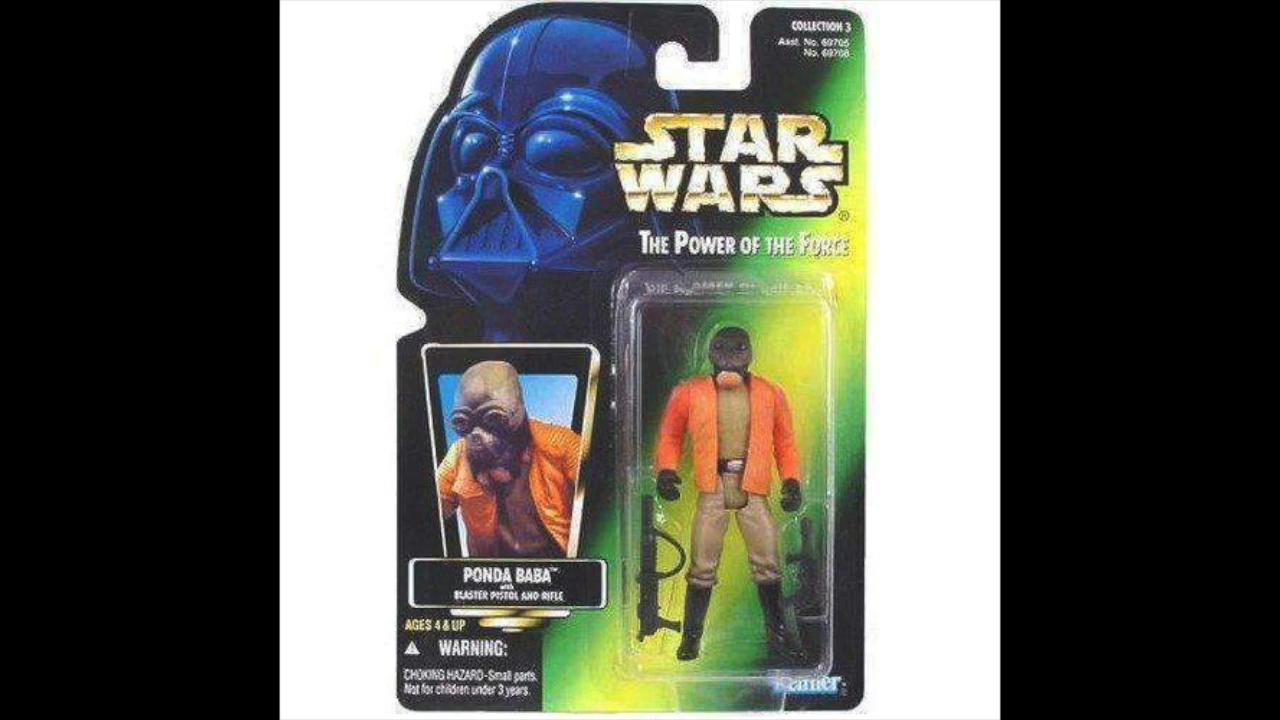 COLLECTION 3
Asst. No. 69705
No. 69708
STAR
WARS
®
THE POWER OF THE FORCE
PONDA BABA™
with
BLASTER PISTOL AND RIFLE
AGES 4 & UP
WARNING:
CHOKING HAZARD-Small parts.
Not for children under 3 years.
Kenner